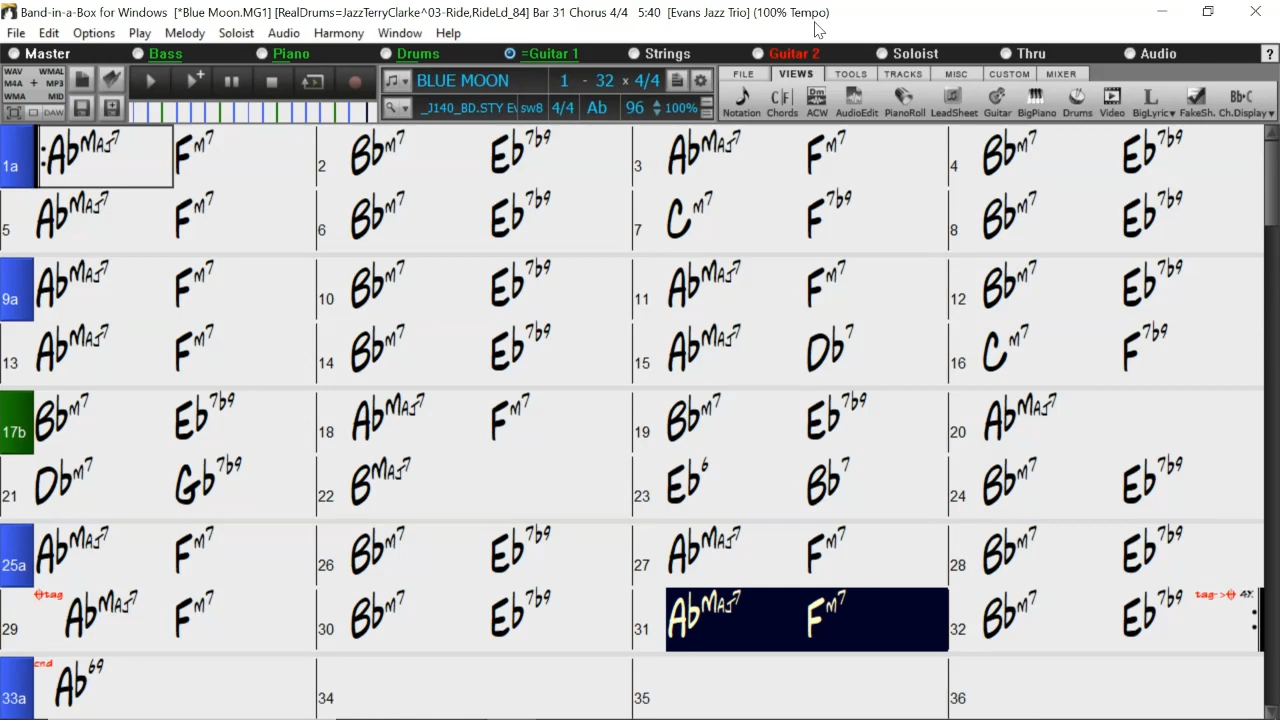 Band-in-a-Box for Windows [*Blue Moon.MG1] [RealDrums=JazzTerryClarke^03-Ride,RideLd_84] Bar 31 Chorus 4/4 5:40 [Evans Jazz Trio] (100% Tempo)
File Edit Options Play Melody Soloist Audio Harmony Window Help
Master Bass Piano Drums =Guitar 1 Strings Guitar 2 Soloist Thru Audio ?
WAV WMAL
M4A + MP3
WMA MID
DAW
BLUE MOON 1 - 32 x 4/4
_J140_BD.STY Ev sw8 4/4 Ab 96 100%
FILE VIEWS TOOLS TRACKS MISC CUSTOM MIXER
Notation Chords ACW AudioEdit PianoRoll LeadSheet Guitar BigPiano Drums Video BigLyric FakeSh. Ch.Display
1a :AbMAJ7 Fm7 2 Bbm7 Eb7b9 3 AbMAJ7 Fm7 4 Bbm7 Eb7b9
5 AbMAJ7 Fm7 6 Bbm7 Eb7b9 7 Cm7 F7b9 8 Bbm7 Eb7b9
9a AbMAJ7 Fm7 10 Bbm7 Eb7b9 11 AbMAJ7 Fm7 12 Bbm7 Eb7b9
13 AbMAJ7 Fm7 14 Bbm7 Eb7b9 15 AbMAJ7 Db7 16 Cm7 F7b9
17b Bbm7 Eb7b9 18 AbMAJ7 Fm7 19 Bbm7 Eb7b9 20 AbMAJ7
21 Dbm7 Gb7b9 22 BMAJ7 23 Eb6 Bb7 24 Bbm7 Eb7b9
25a AbMAJ7 Fm7 26 Bbm7 Eb7b9 27 AbMAJ7 Fm7 28 Bbm7 Eb7b9
tag tag-> 4X
29 AbMAJ7 Fm7 30 Bbm7 Eb7b9 31 AbMAJ7 Fm7 32 Bbm7 Eb7b9 :
end
33a Ab69 34 35 36